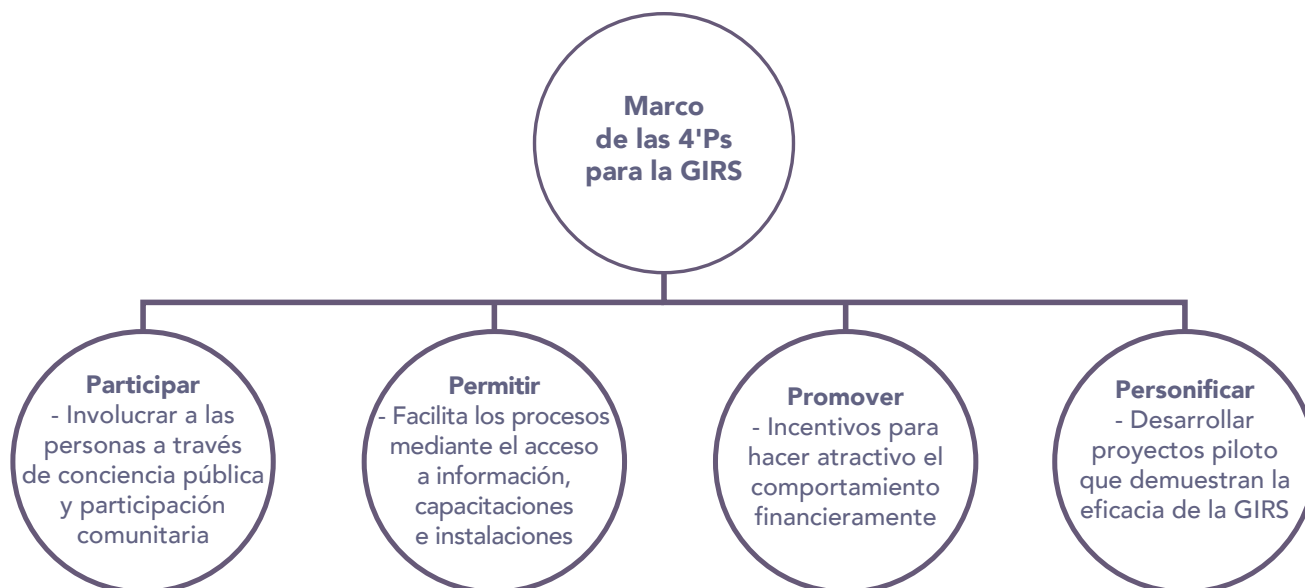 Marco
de las 4'Ps
para la GIRS
Participar
- Involucrar a las
personas a través
de conciencia pública
y participación
comunitaria
Permitir
- Facilita los procesos
mediante el acceso
a información,
capacitaciones
e instalaciones
Promover
- Incentivos para
hacer atractivo el
comportamiento
financieramente
Personificar
- Desarrollar
proyectos piloto
que demuestran la
eficacia de la GIRS